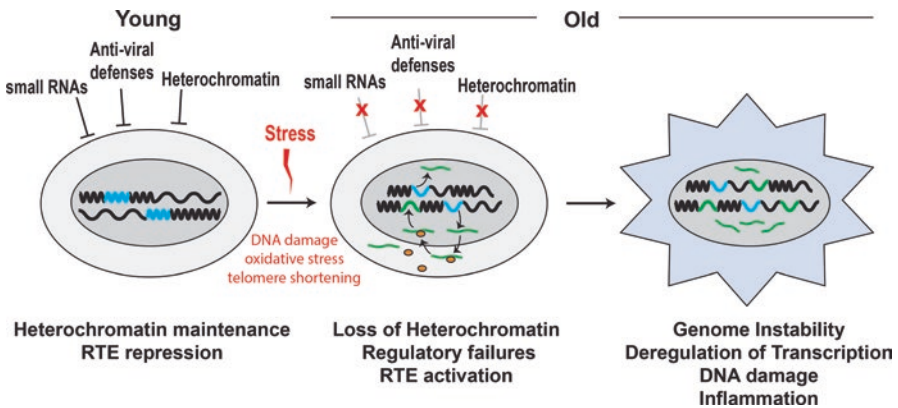 Young
Old
Anti-viral
defenses
small RNAs
Heterochromatin
Stress
DNA damage
oxidative stress
telomere shortening
Anti-viral
defenses
small RNAs
Heterochromatin
X
X
X
Heterochromatin maintenance
RTE repression
Loss of Heterochromatin
Regulatory failures
RTE activation
Genome Instability
Deregulation of Transcription
DNA damage
Inflammation